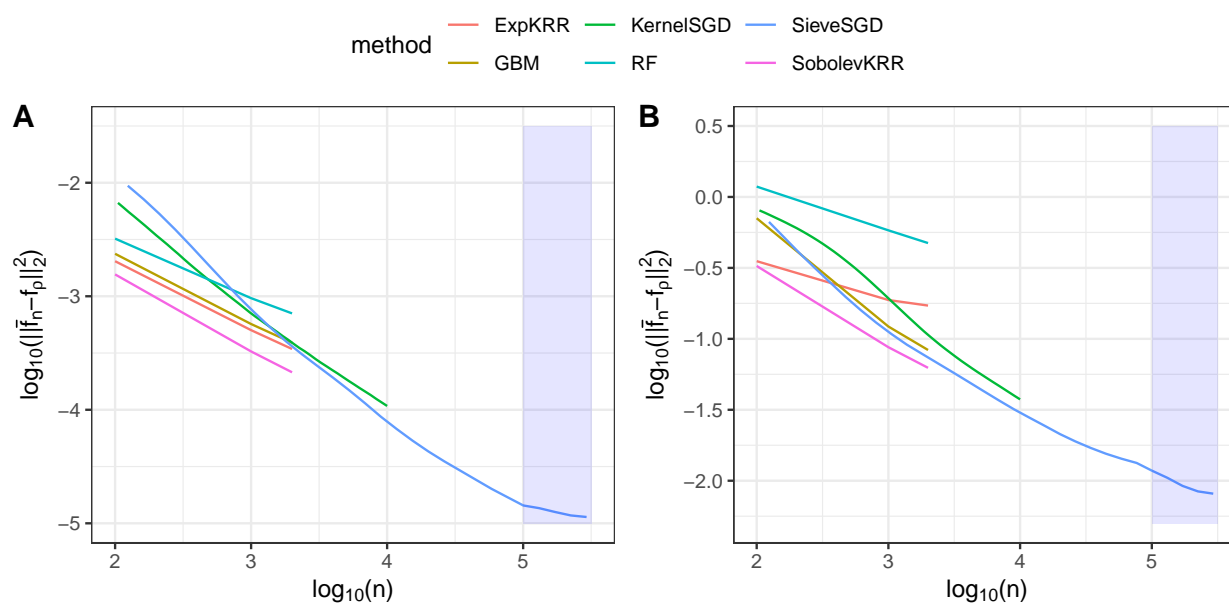 method
ExpKRR
KernelSGD
SieveSGD
GBM
RF
SobolevKRR
A
log₁₀(||f̄ₙ−fᵨ||₂²)
−2
−3
−4
−5
2
3
4
5
log₁₀(n)
B
log₁₀(||f̄ₙ−fᵨ||₂²)
0.5
0.0
−0.5
−1.0
−1.5
−2.0
2
3
4
5
log₁₀(n)